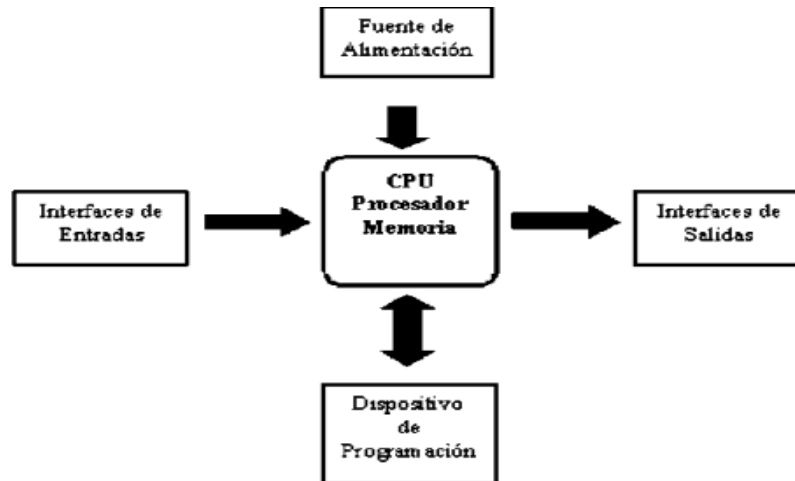 Fuente de
Alimentación
CPU
Procesador
Memoria
Interfaces de
Entradas
Interfaces de
Salidas
Dispositivo
de
Programación